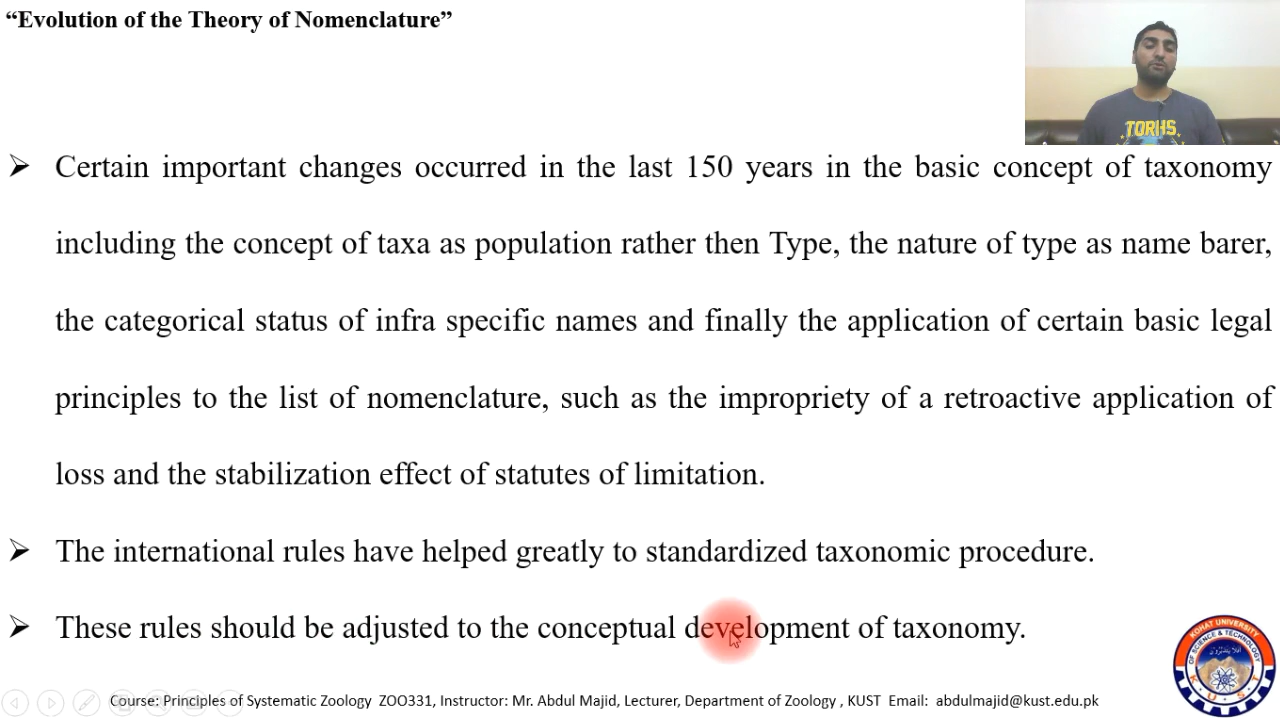 “Evolution of the Theory of Nomenclature”
TORHS
➢ Certain important changes occurred in the last 150 years in the basic concept of taxonomy
including the concept of taxa as population rather then Type, the nature of type as name barer,
the categorical status of infra specific names and finally the application of certain basic legal
principles to the list of nomenclature, such as the impropriety of a retroactive application of
loss and the stabilization effect of statutes of limitation.
➢ The international rules have helped greatly to standardized taxonomic procedure.
➢ These rules should be adjusted to the conceptual development of taxonomy.
KOHAT UNIVERSITY
OF SCIENCE & TECHNOLOGY
K U S T
Course: Principles of Systematic Zoology ZOO331, Instructor: Mr. Abdul Majid, Lecturer, Department of Zoology , KUST Email: abdulmajid@kust.edu.pk